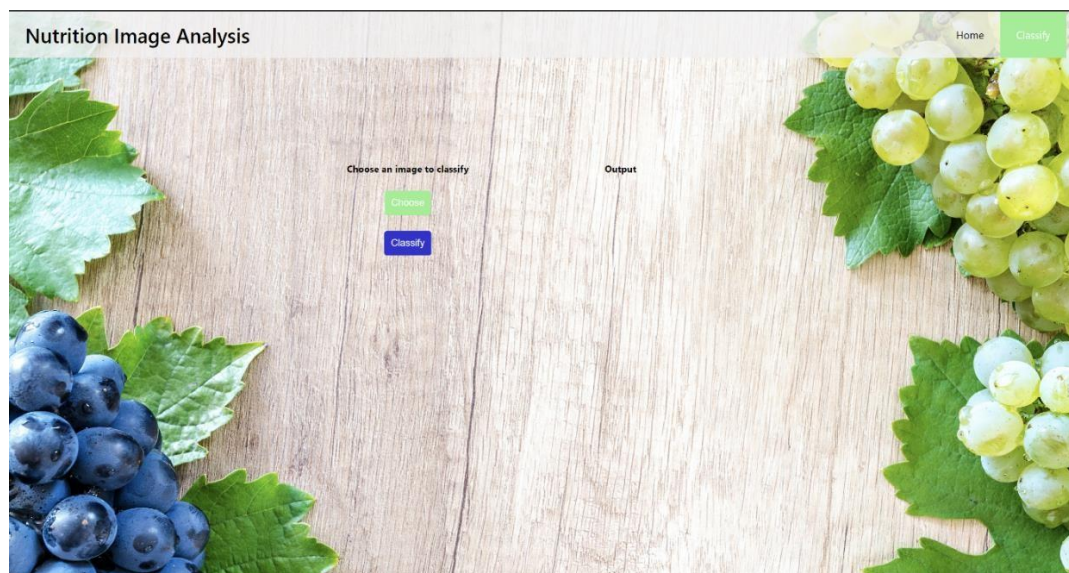 Nutrition Image Analysis
Home
Classify
Choose an image to classify
Output
Choose
Classify